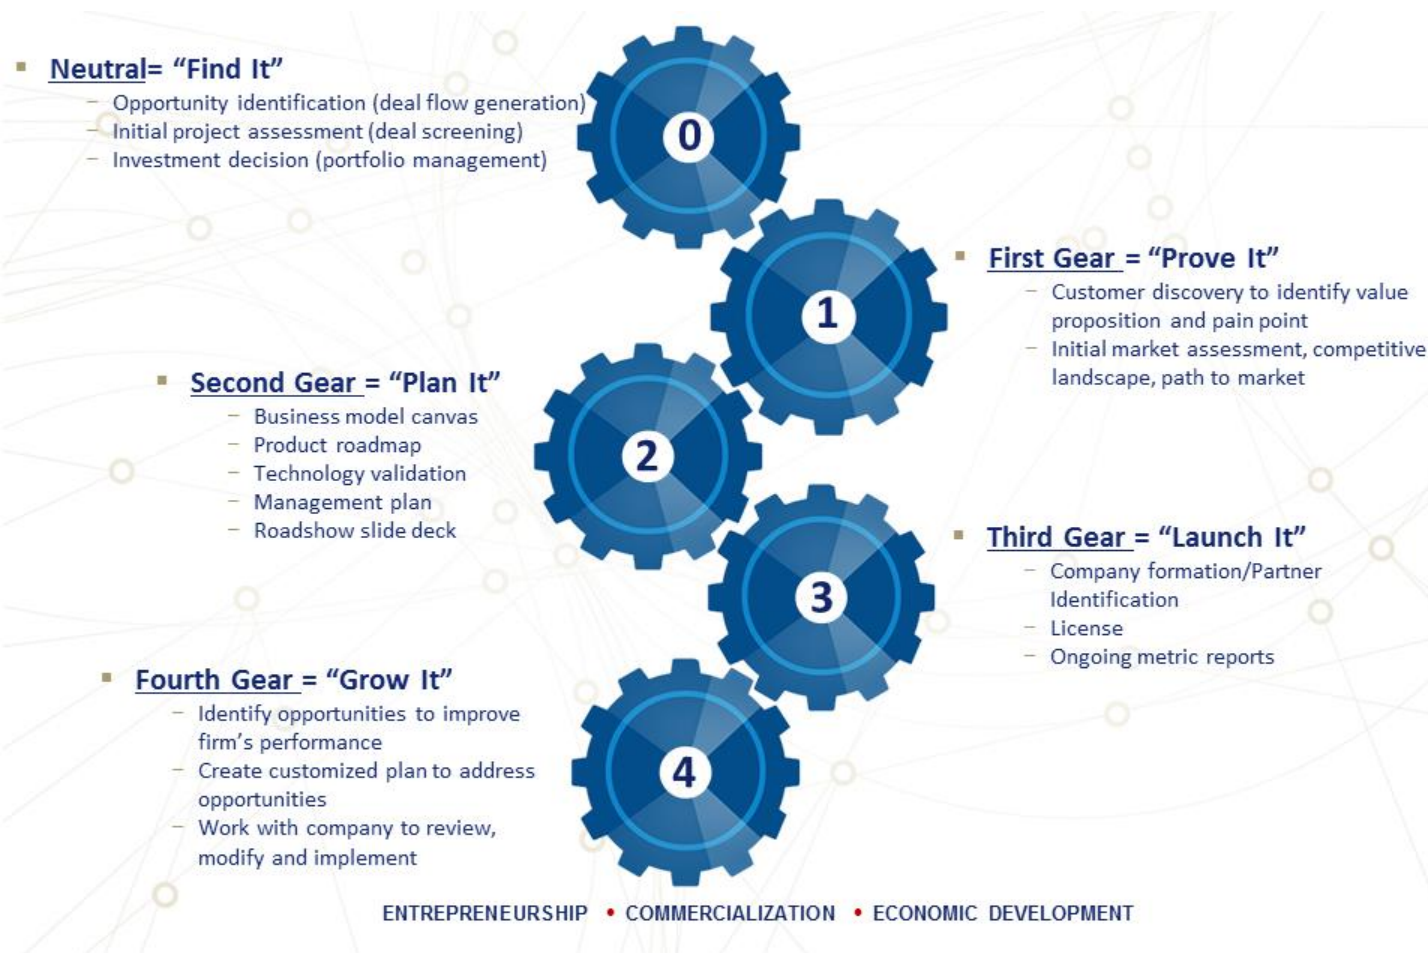 Neutral= “Find It”
– Opportunity identification (deal flow generation)
– Initial project assessment (deal screening)
– Investment decision (portfolio management)
0
First Gear = “Prove It”
– Customer discovery to identify value
proposition and pain point
– Initial market assessment, competitive
landscape, path to market
1
Second Gear = “Plan It”
– Business model canvas
– Product roadmap
– Technology validation
– Management plan
– Roadshow slide deck
2
Third Gear = “Launch It”
– Company formation/Partner
Identification
– License
– Ongoing metric reports
3
Fourth Gear = “Grow It”
– Identify opportunities to improve
firm’s performance
– Create customized plan to address
opportunities
– Work with company to review,
modify and implement
4
ENTREPRENEURSHIP • COMMERCIALIZATION • ECONOMIC DEVELOPMENT